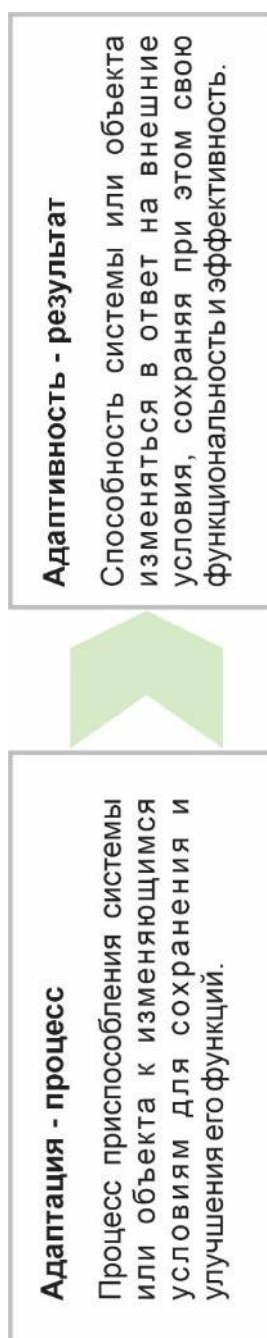 Адаптация - процесс
Процесс приспособления системы
или объекта к изменяющимся
условиям для сохранения и
улучшения его функций.
Адаптивность - результат
Способность системы или объекта
изменяться в ответ на внешние
условия, сохраняя при этом свою
функциональность и эффективность.